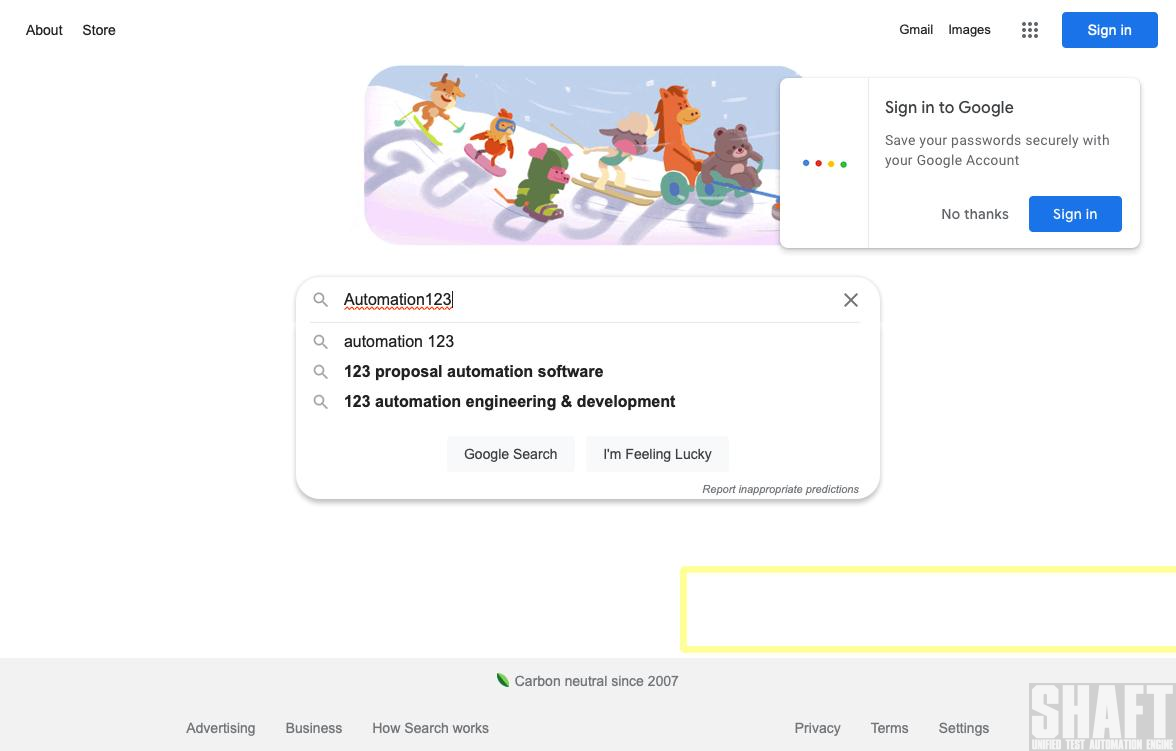 About Store
Gmail Images Sign in
Google
Sign in to Google
Save your passwords securely with
your Google Account
No thanks Sign in
Automation123
automation 123
123 proposal automation software
123 automation engineering & development
Google Search I'm Feeling Lucky
Report inappropriate predictions
Carbon neutral since 2007
Advertising Business How Search works
Privacy Terms Settings
SHAFT
UNIFIED TEST AUTOMATION ENGINE